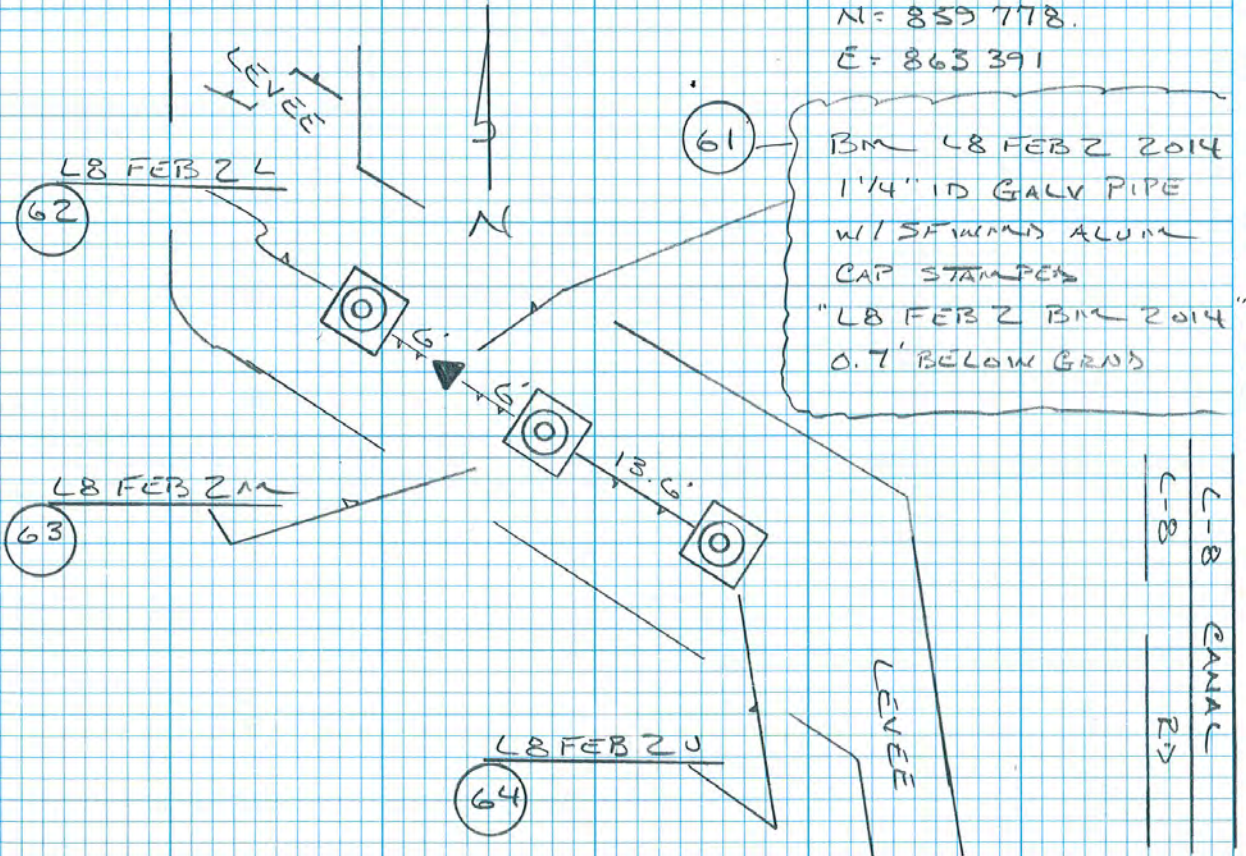 N= 859 778.
E= 863 391
LEVEE
61
BM L8 FEB 2 2014
1 1/4" ID GALV PIPE
W/ SFWMD ALUM
CAP STAMPED
"L8 FEB 2 BM 2014"
0.7' BELOW GRND
L8 FEB 2 L
62
N
6'
6'
13.6'
L8 FEB 2 M
63
L-8 CANAL
L-8
RD
LEVEE
L8 FEB 2 U
64